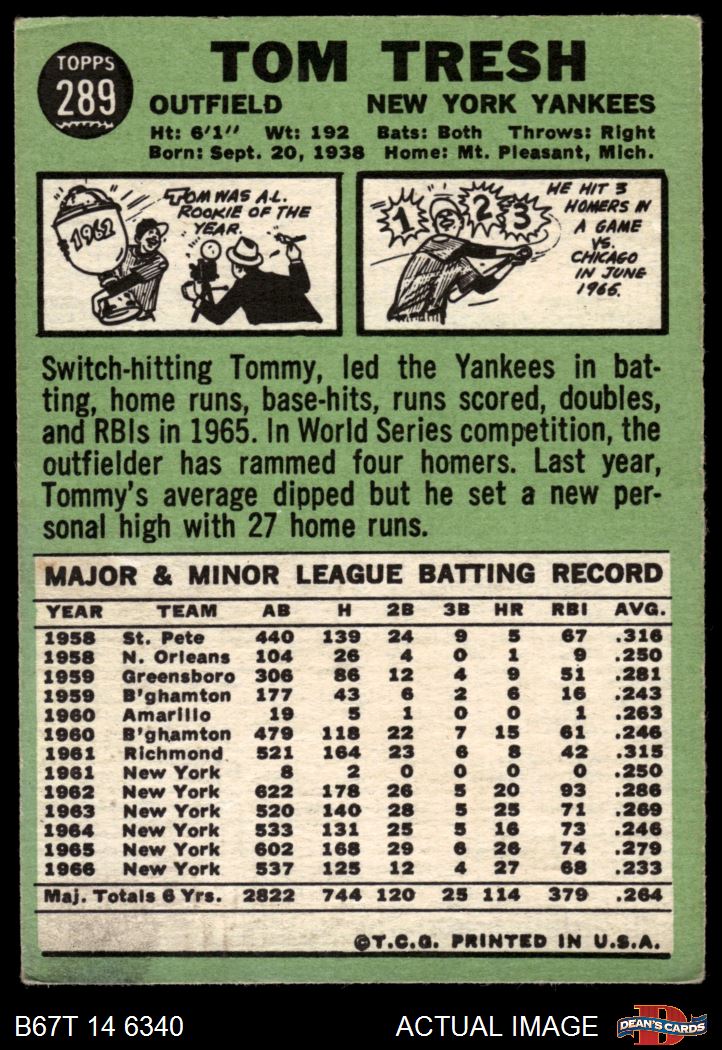 TOPPS
289
TOM TRESH
OUTFIELD NEW YORK YANKEES
Ht: 6'1" Wt: 192 Bats: Both Throws: Right
Born: Sept. 20, 1938 Home: Mt. Pleasant, Mich.
1962
TOM WAS A.L.
ROOKIE OF THE
YEAR.
1 2 3
HE HIT 3
HOMERS IN
A GAME
VS.
CHICAGO
IN JUNE
1966.
Switch-hitting Tommy, led the Yankees in bat-
ting, home runs, base-hits, runs scored, doubles,
and RBIs in 1965. In World Series competition, the
outfielder has rammed four homers. Last year,
Tommy's average dipped but he set a new per-
sonal high with 27 home runs.
MAJOR & MINOR LEAGUE BATTING RECORD
YEAR TEAM AB H 2B 3B HR RBI AVG.
1958 St. Pete 440 139 24 9 5 67 .316
1958 N. Orleans 104 26 4 0 1 9 .250
1959 Greensboro 306 86 12 4 9 51 .281
1959 B'ghamton 177 43 6 2 6 16 .243
1960 Amarillo 19 5 1 0 0 1 .263
1960 B'ghamton 479 118 22 7 15 61 .246
1961 Richmond 521 164 23 6 8 42 .315
1961 New York 8 2 0 0 0 0 .250
1962 New York 622 178 26 5 20 93 .286
1963 New York 520 140 28 5 25 71 .269
1964 New York 533 131 25 5 16 73 .246
1965 New York 602 168 29 6 26 74 .279
1966 New York 537 125 12 4 27 68 .233
Maj. Totals 6 Yrs. 2822 744 120 25 114 379 .264
©T.C.G. PRINTED IN U.S.A.
B67T 14 6340 ACTUAL IMAGE DEAN'S CARDS